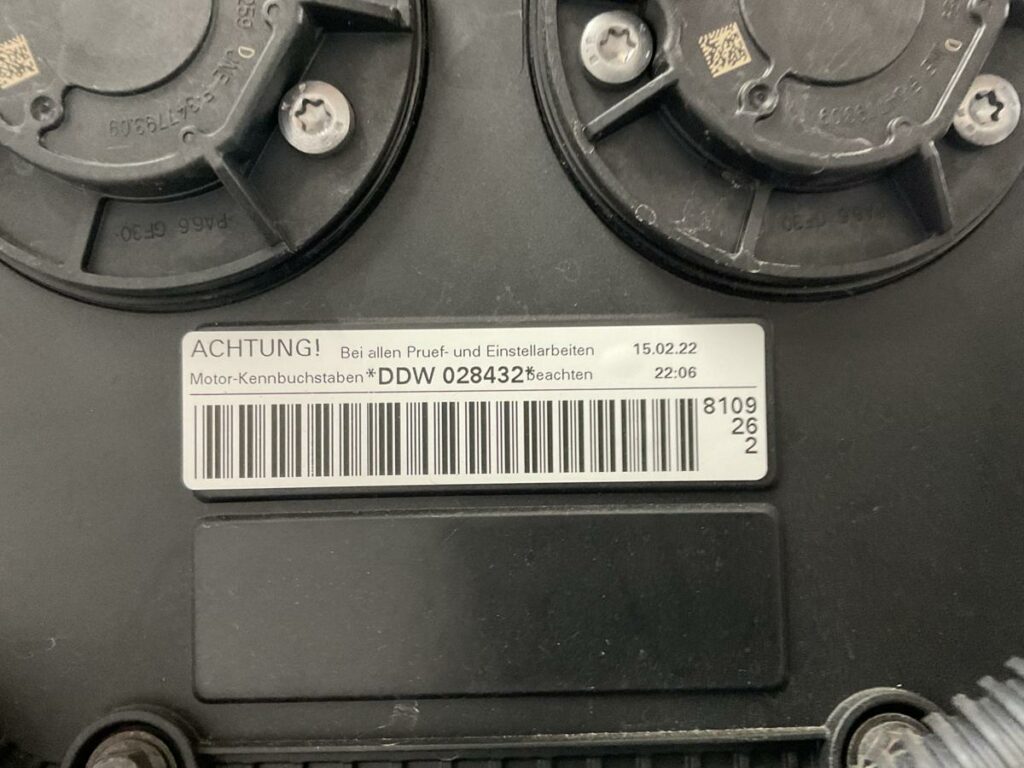 ACHTUNG! Bei allen Pruef- und Einstellarbeiten 15.02.22
Motor-Kennbuchstaben *DDW 028432* beachten 22:06
8109
26
2
PA66 GF30
PA66 GF30